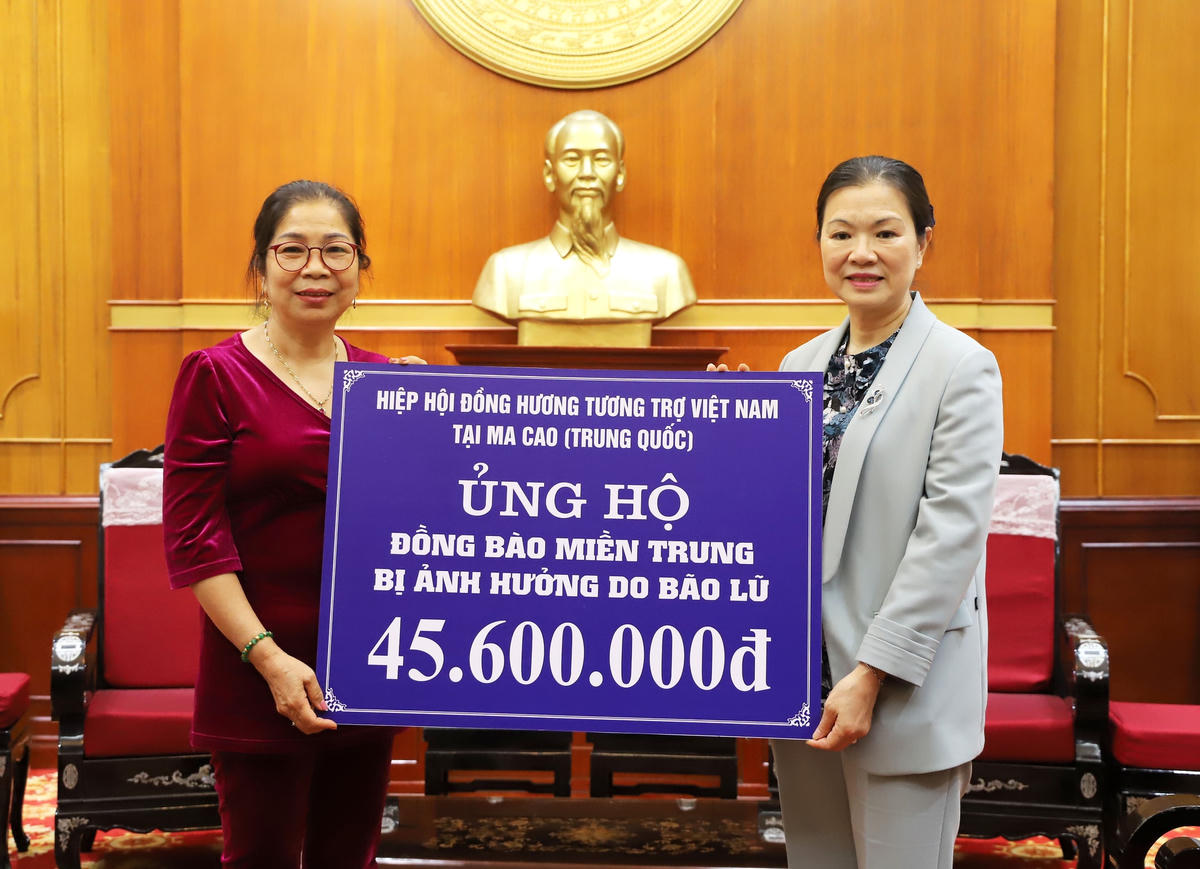 HIỆP HỘI ĐỒNG HƯƠNG TƯƠNG TRỢ VIỆT NAM
TẠI MA CAO (TRUNG QUỐC)
ỦNG HỘ
ĐỒNG BÀO MIỀN TRUNG
BỊ ẢNH HƯỞNG DO BÃO LŨ
45.600.000đ